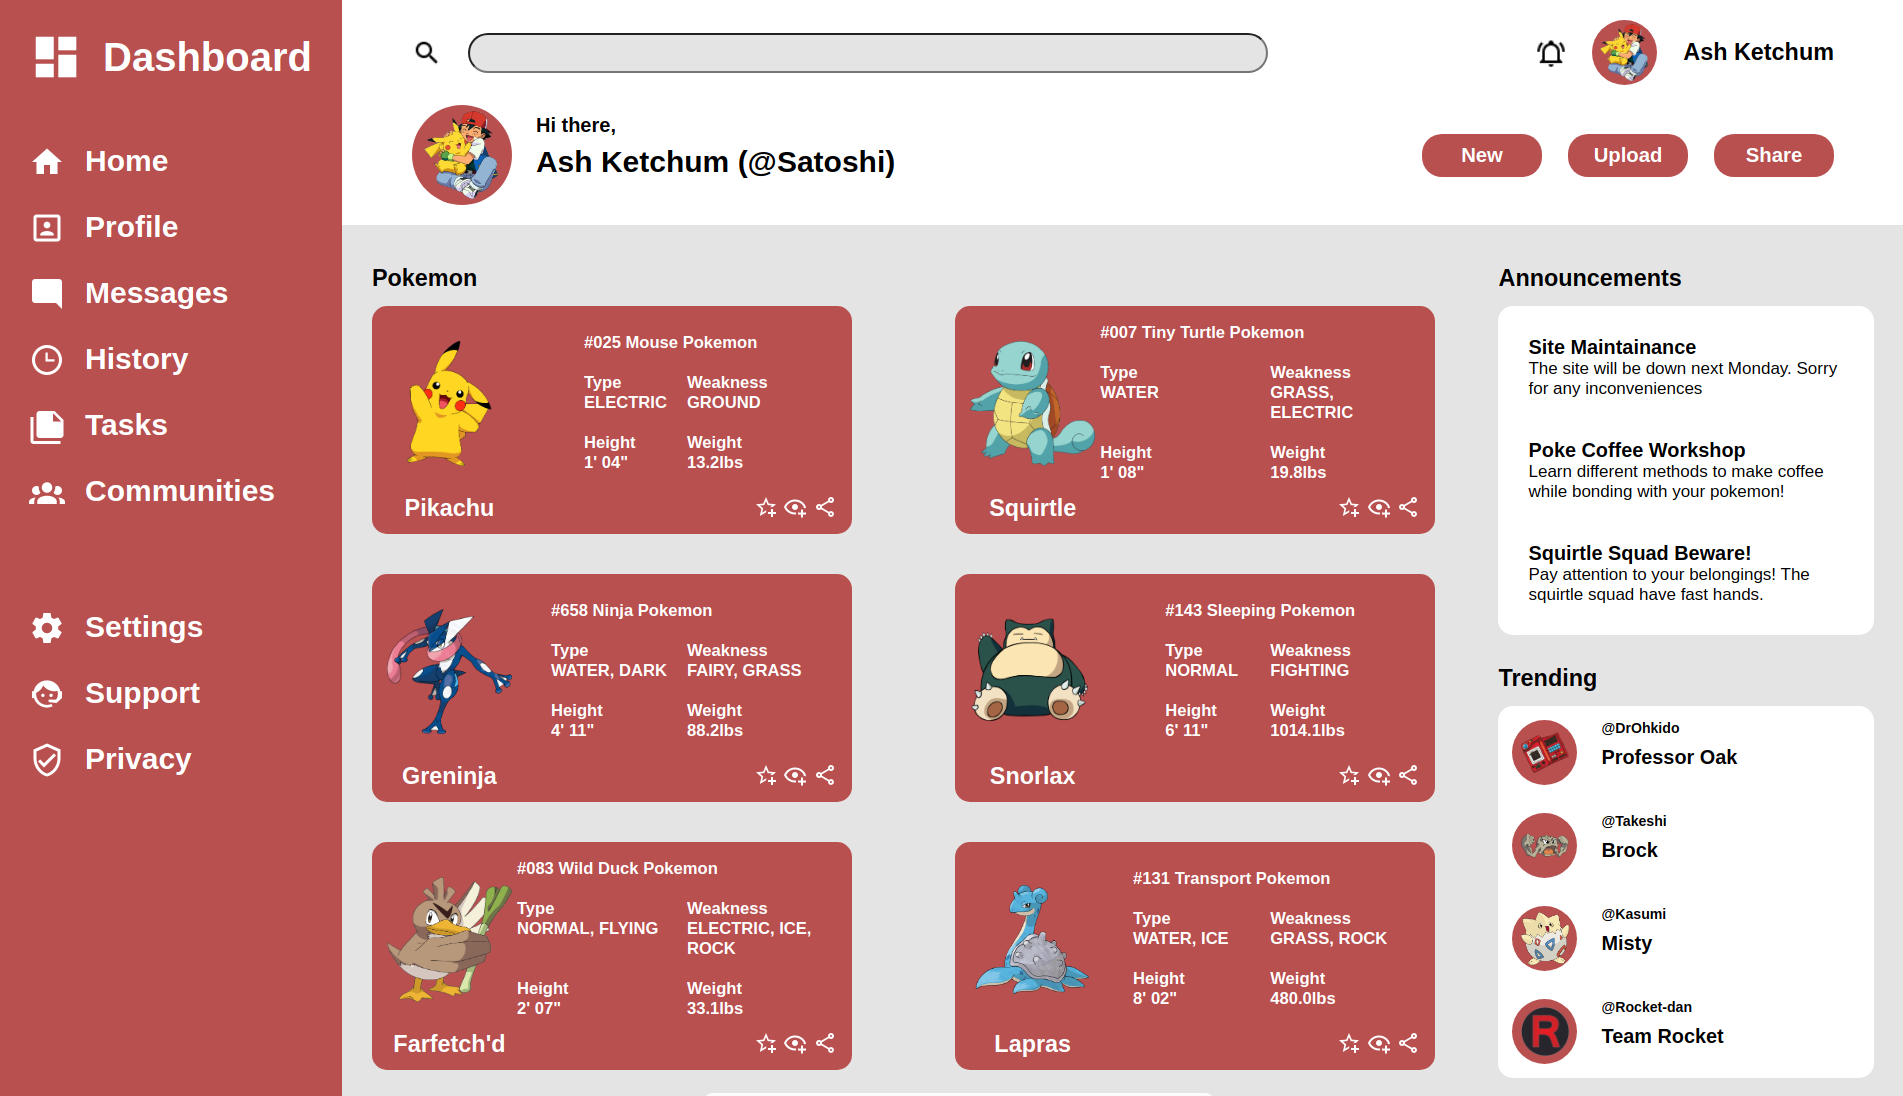 Dashboard
Home
Profile
Messages
History
Tasks
Communities
Settings
Support
Privacy
Ash Ketchum
Hi there,
Ash Ketchum (@Satoshi)
New
Upload
Share
Pokemon
#025 Mouse Pokemon
Type
ELECTRIC
Weakness
GROUND
Height
1' 04"
Weight
13.2lbs
Pikachu
#007 Tiny Turtle Pokemon
Type
WATER
Weakness
GRASS,
ELECTRIC
Height
1' 08"
Weight
19.8lbs
Squirtle
#658 Ninja Pokemon
Type
WATER, DARK
Weakness
FAIRY, GRASS
Height
4' 11"
Weight
88.2lbs
Greninja
#143 Sleeping Pokemon
Type
NORMAL
Weakness
FIGHTING
Height
6' 11"
Weight
1014.1lbs
Snorlax
#083 Wild Duck Pokemon
Type
NORMAL, FLYING
Weakness
ELECTRIC, ICE,
ROCK
Height
2' 07"
Weight
33.1lbs
Farfetch'd
#131 Transport Pokemon
Type
WATER, ICE
Weakness
GRASS, ROCK
Height
8' 02"
Weight
480.0lbs
Lapras
Announcements
Site Maintainance
The site will be down next Monday. Sorry
for any inconveniences
Poke Coffee Workshop
Learn different methods to make coffee
while bonding with your pokemon!
Squirtle Squad Beware!
Pay attention to your belongings! The
squirtle squad have fast hands.
Trending
@DrOhkido
Professor Oak
@Takeshi
Brock
@Kasumi
Misty
@Rocket-dan
R
Team Rocket